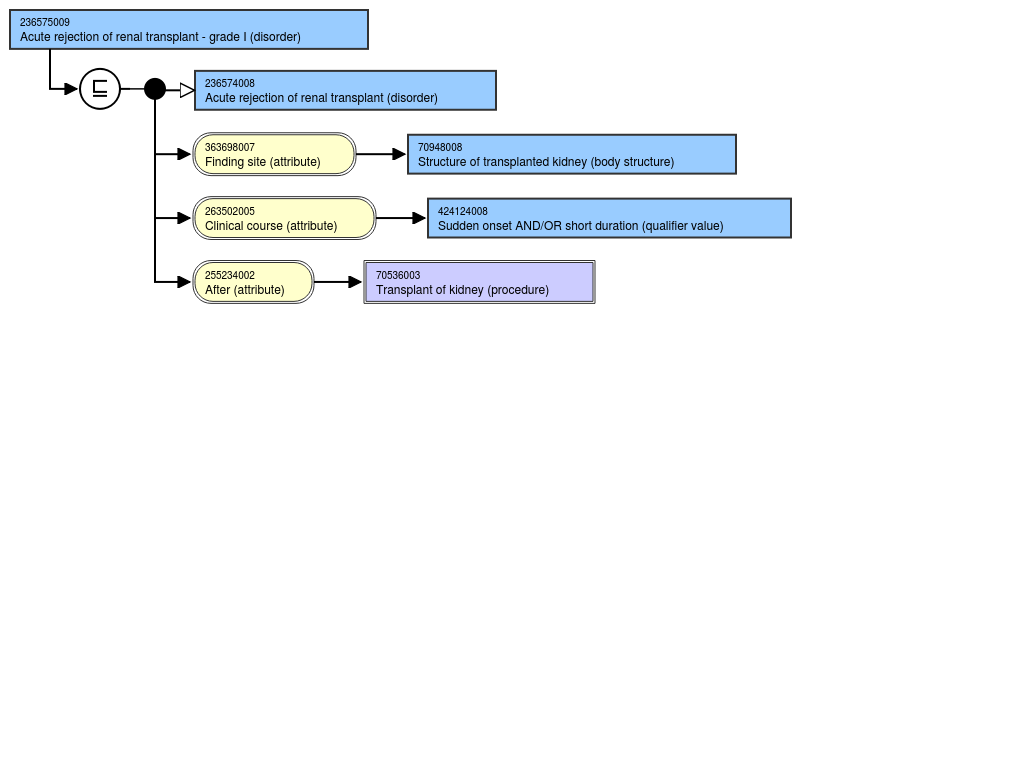 236575009
Acute rejection of renal transplant - grade I (disorder)
⊑
236574008
Acute rejection of renal transplant (disorder)
363698007
Finding site (attribute)
70948008
Structure of transplanted kidney (body structure)
263502005
Clinical course (attribute)
424124008
Sudden onset AND/OR short duration (qualifier value)
255234002
After (attribute)
70536003
Transplant of kidney (procedure)